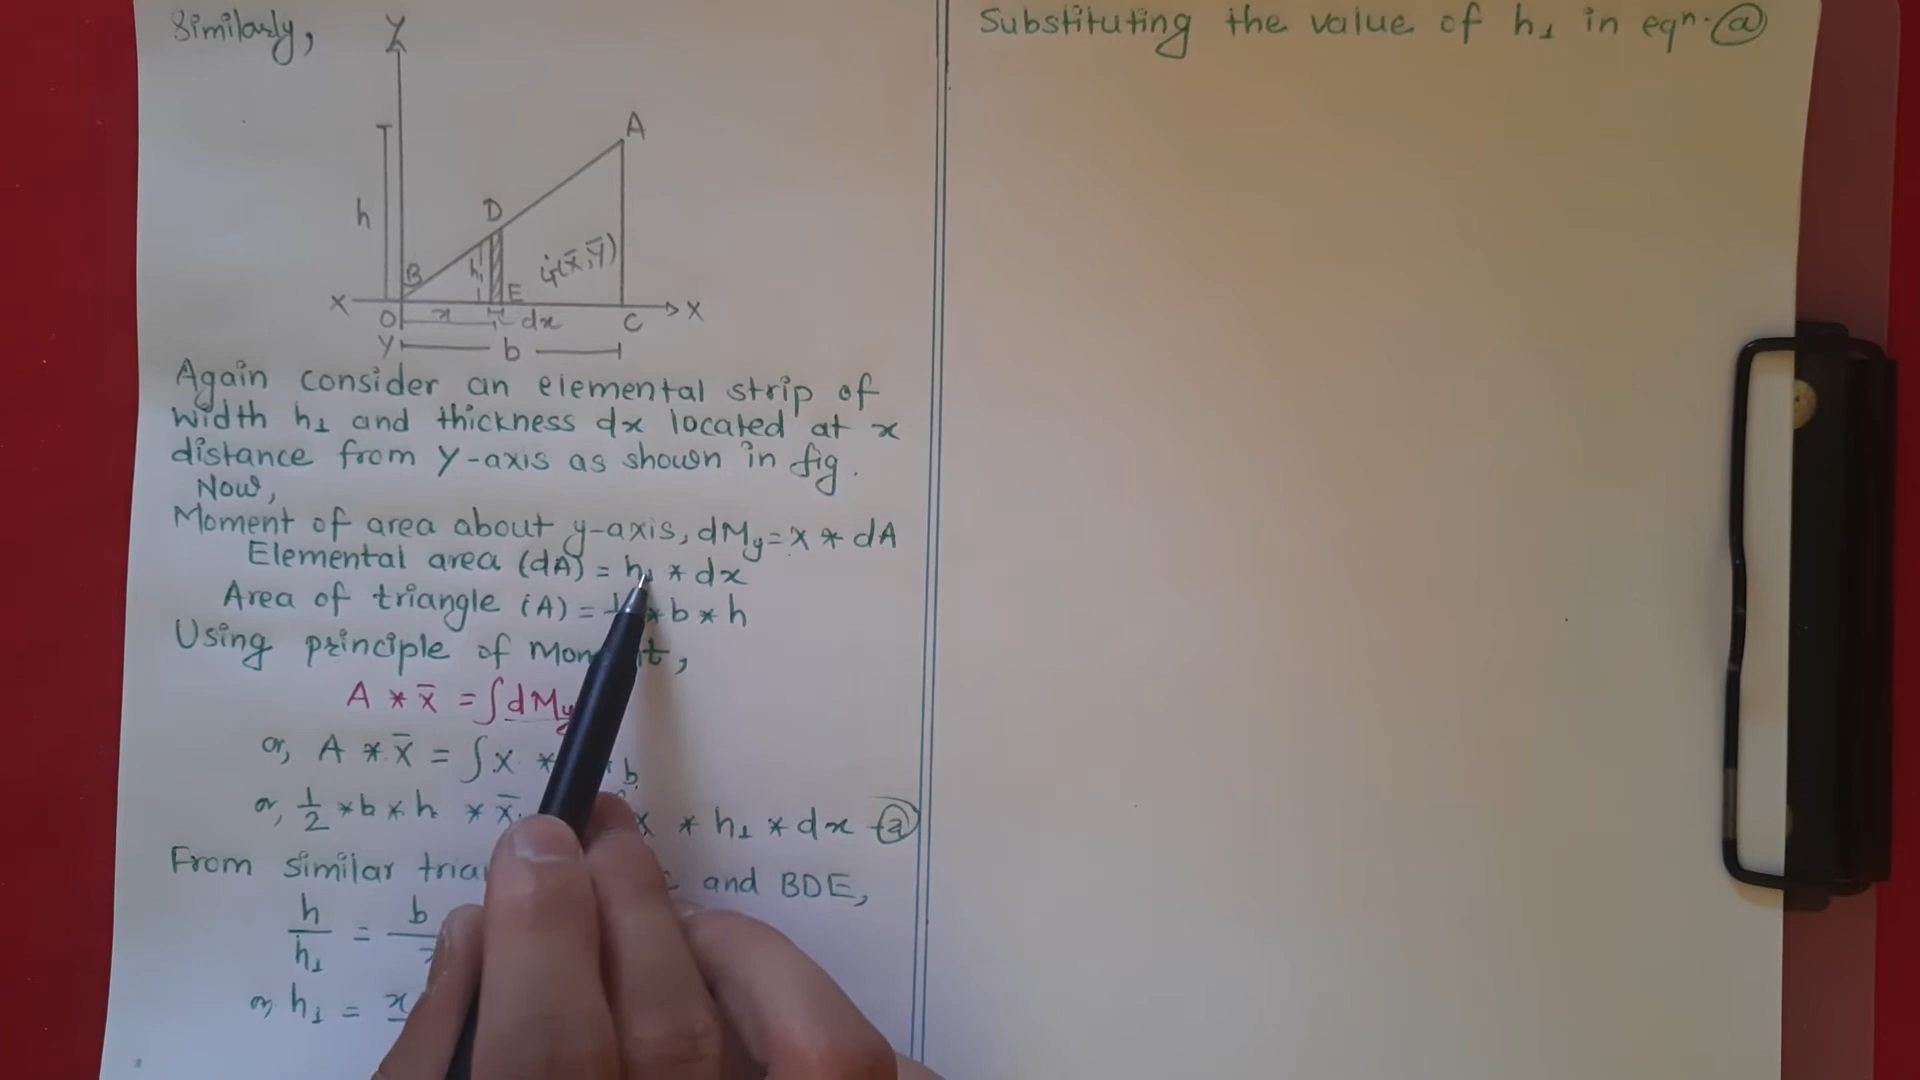 Similarly,
Y
A
h
D
B
h₁
G(x̄,ȳ)
E
X
X
O
x
dx
C
Y
b
Again consider an elemental strip of
width h₁ and thickness dx located at x
distance from y-axis as shown in fig.
Now,
Moment of area about y-axis, dMy = x * dA
Elemental area (dA) = h₁ * dx
Area of triangle (A) = * b * h
Using principle of
A * x̄ = ∫dMy
or, A * x̄ = ∫x *
or, 1/2 * b * h * x̄ b x * h₁ * dx - ⓐ
From similar and BDE,
h/h₁ = b/
or, h₁ = x
Substituting the value of h₁ in eqⁿ. ⓐ